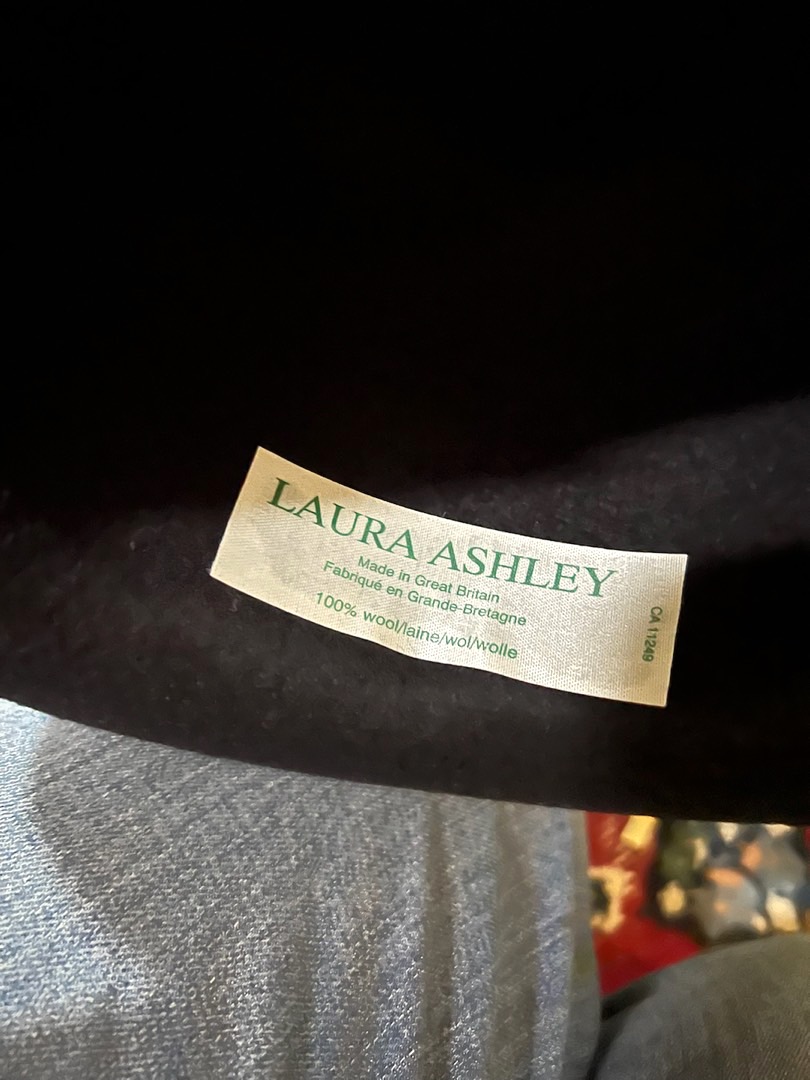 LAURA ASHLEY
Made in Great Britain
Fabriqué en Grande-Bretagne
100% wool/laine/wol/wolle
CA 11249